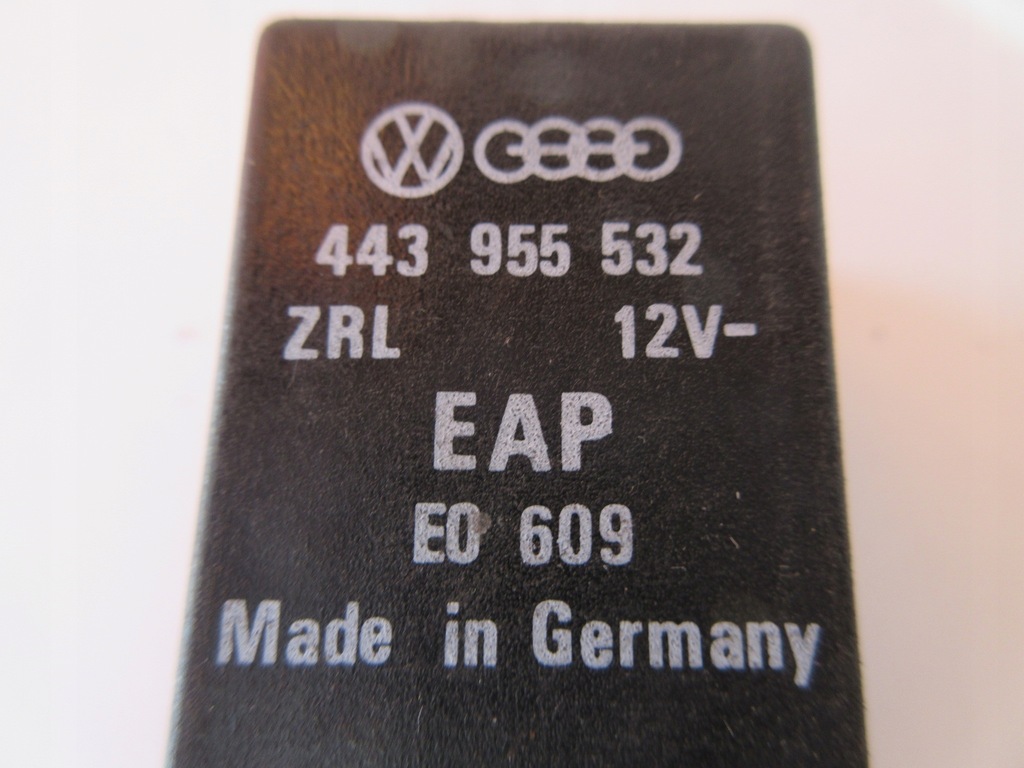 443 955 532
ZRL 12V-
EAP
E0 609
Made in Germany